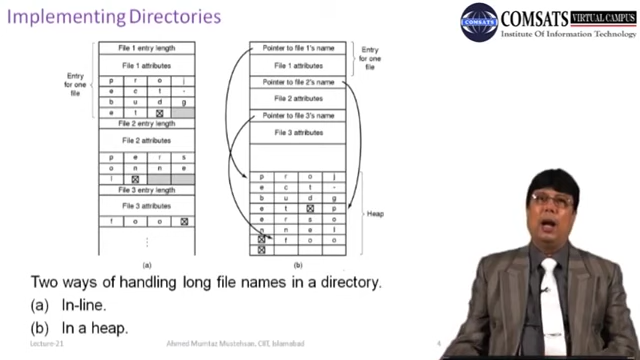 Implementing Directories
COMSATS
VIRTUAL CAMPUS
Institute Of Information Technology
File 1 entry length
File 1 attributes
Entry
for one
file
p r o j
e c t -
b u d g
e t
File 2 entry length
File 2 attributes
p e r s
o n n e
l
File 3 entry length
File 3 attributes
f o o
(a)
Pointer to file 1's name
File 1 attributes
Entry
for one
file
Pointer to file 2's name
File 2 attributes
Pointer to file 3's name
File 3 attributes
p r o j
e c t -
b u d g
e t p
e r s o
n n e l
f o o
Heap
(b)
Two ways of handling long file names in a directory.
(a) In-line.
(b) In a heap.
Lecture-21
Ahmed Mumtaz Mustehsan, CIIT, Islamabad
4